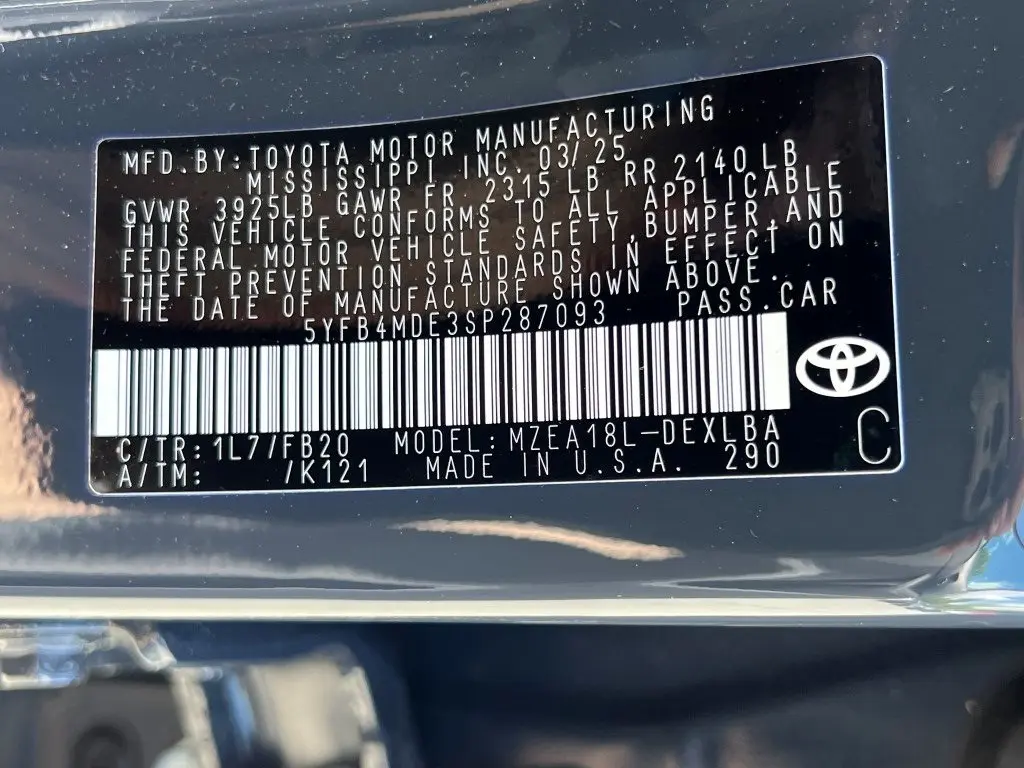 MFD.BY:TOYOTA MOTOR MANUFACTURING
MISSISSIPPI INC. 03/25
GVWR 3925LB GAWR FR 2315 LB RR 2140 LB
THIS VEHICLE CONFORMS TO ALL APPLICABLE
FEDERAL MOTOR VEHICLE SAFETY,BUMPER,AND
THEFT PREVENTION STANDARDS IN EFFECT ON
THE DATE OF MANUFACTURE SHOWN ABOVE.
5YFB4MDE3SP287093 PASS.CAR
C/TR:1L7/FB20 MODEL:MZEA18L-DEXLBA
A/TM: /K121 MADE IN U.S.A. 290
C